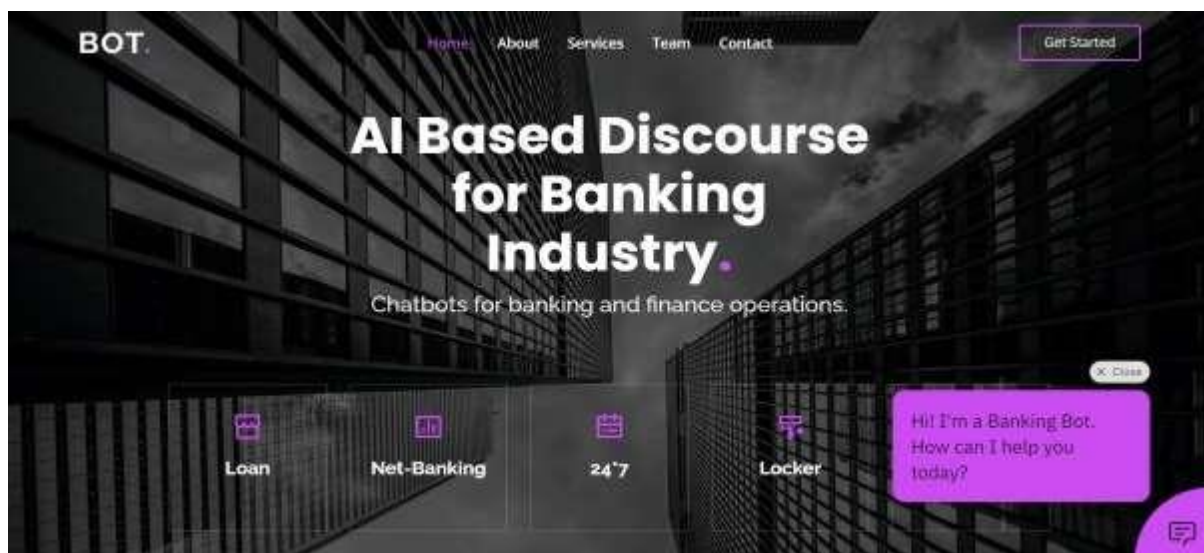 BOT.
Home About Services Team Contact
Get Started
AI Based Discourse
for Banking
Industry.
Chatbots for banking and finance operations.
× Close
Hi! I'm a Banking Bot.
How can I help you
today?
Loan Net-Banking 24*7 Locker